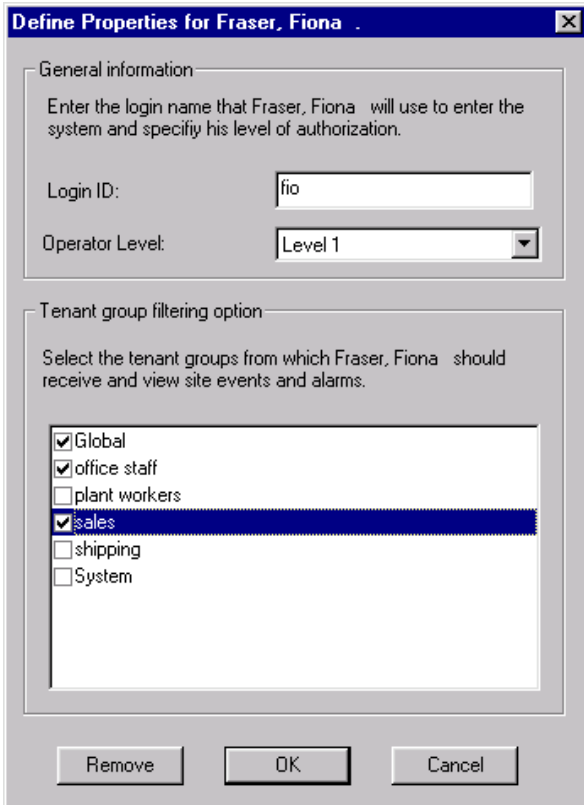 Define Properties for Fraser, Fiona .
General information
Enter the login name that Fraser, Fiona will use to enter the
system and specifiy his level of authorization.
Login ID:
fio
Operator Level:
Level 1
Tenant group filtering option
Select the tenant groups from which Fraser, Fiona should
receive and view site events and alarms.
Global
office staff
plant workers
sales
shipping
System
Remove
OK
Cancel